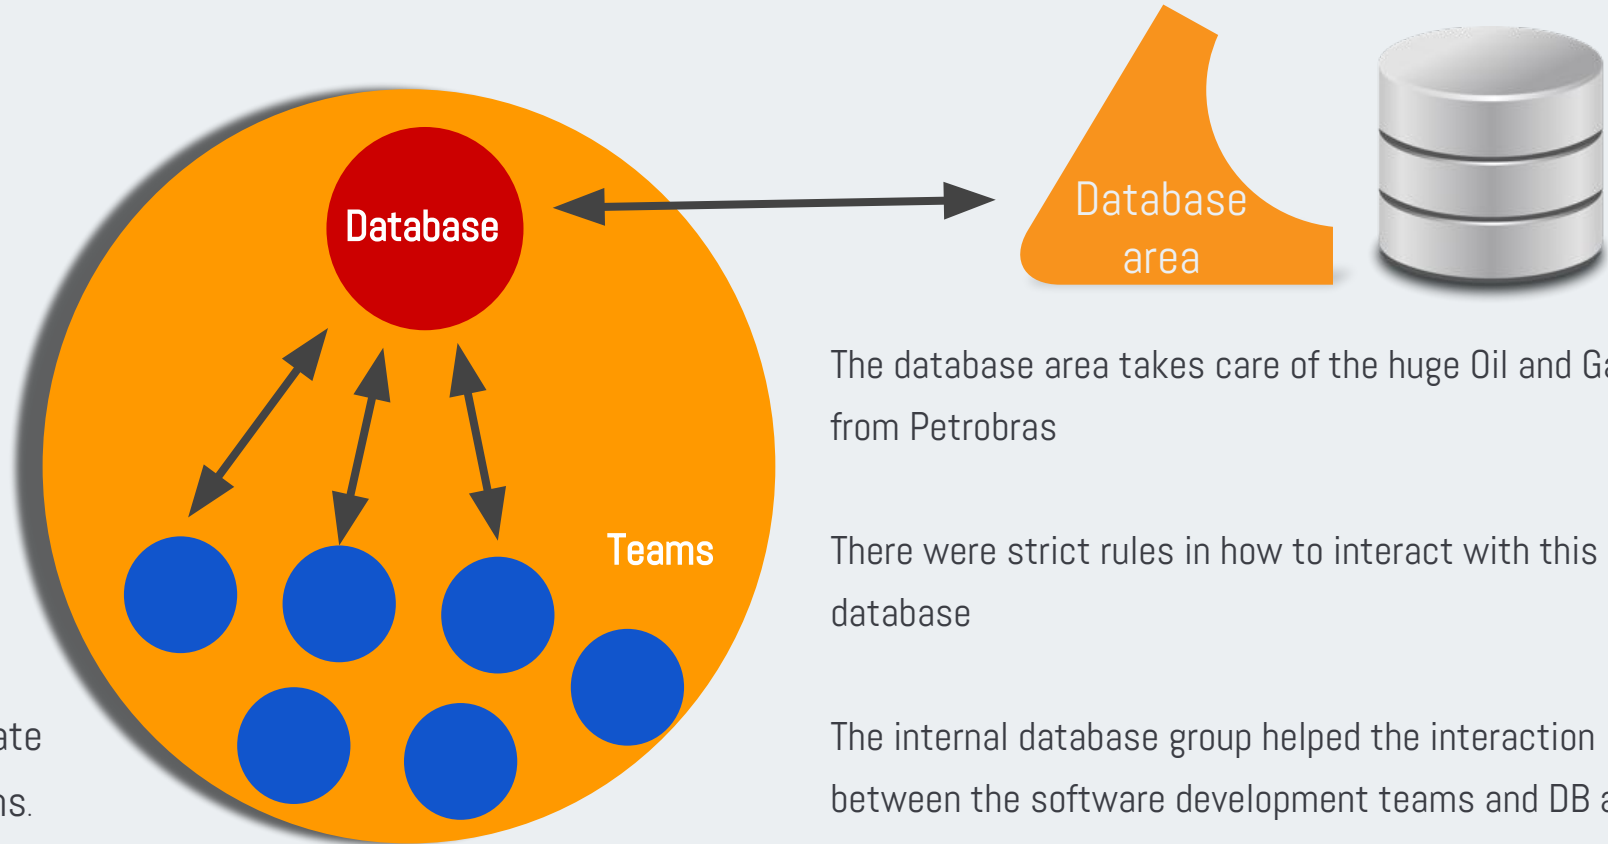 Database
Database
area
Teams
The database area takes care of the huge Oil and
from Petrobras
There were strict rules in how to interact with this
database
The internal database group helped the interaction
between the software development teams and DB